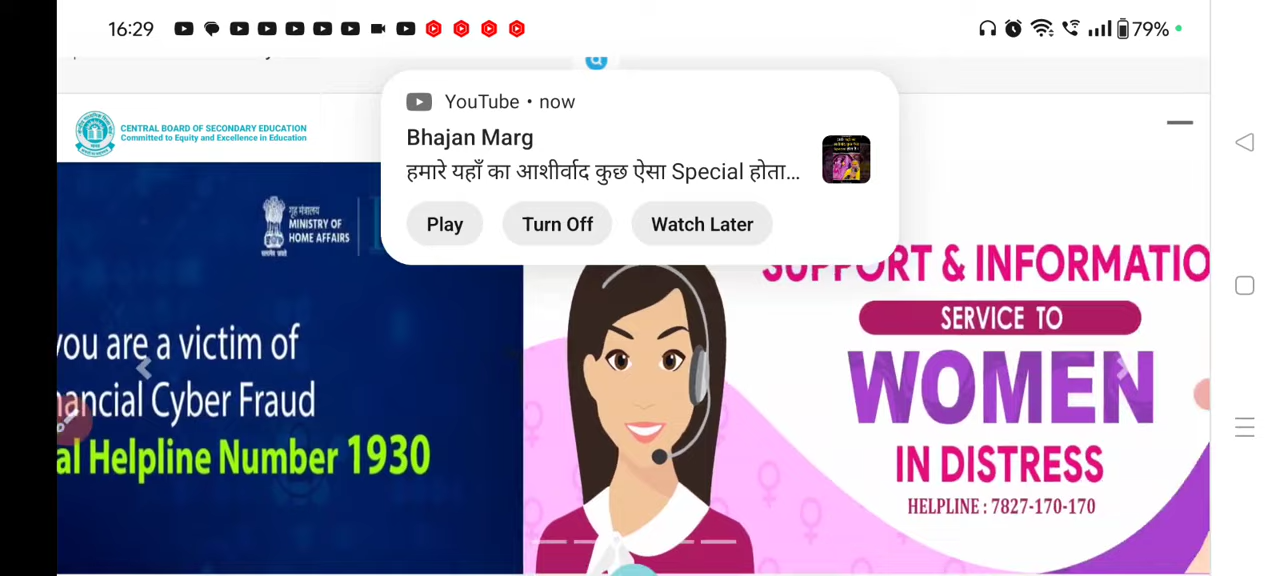 16:29
79%
YouTube • now
Bhajan Marg
हमारे यहाँ का आशीर्वाद कुछ ऐसा Special होता...
Play Turn Off Watch Later
CENTRAL BOARD OF SECONDARY EDUCATION
Committed to Equity and Excellence in Education
गृह मंत्रालय
MINISTRY OF
HOME AFFAIRS
you are a victim of
nancial Cyber Fraud
al Helpline Number 1930
SUPPORT & INFORMATIO
SERVICE TO
WOMEN
IN DISTRESS
HELPLINE : 7827-170-170